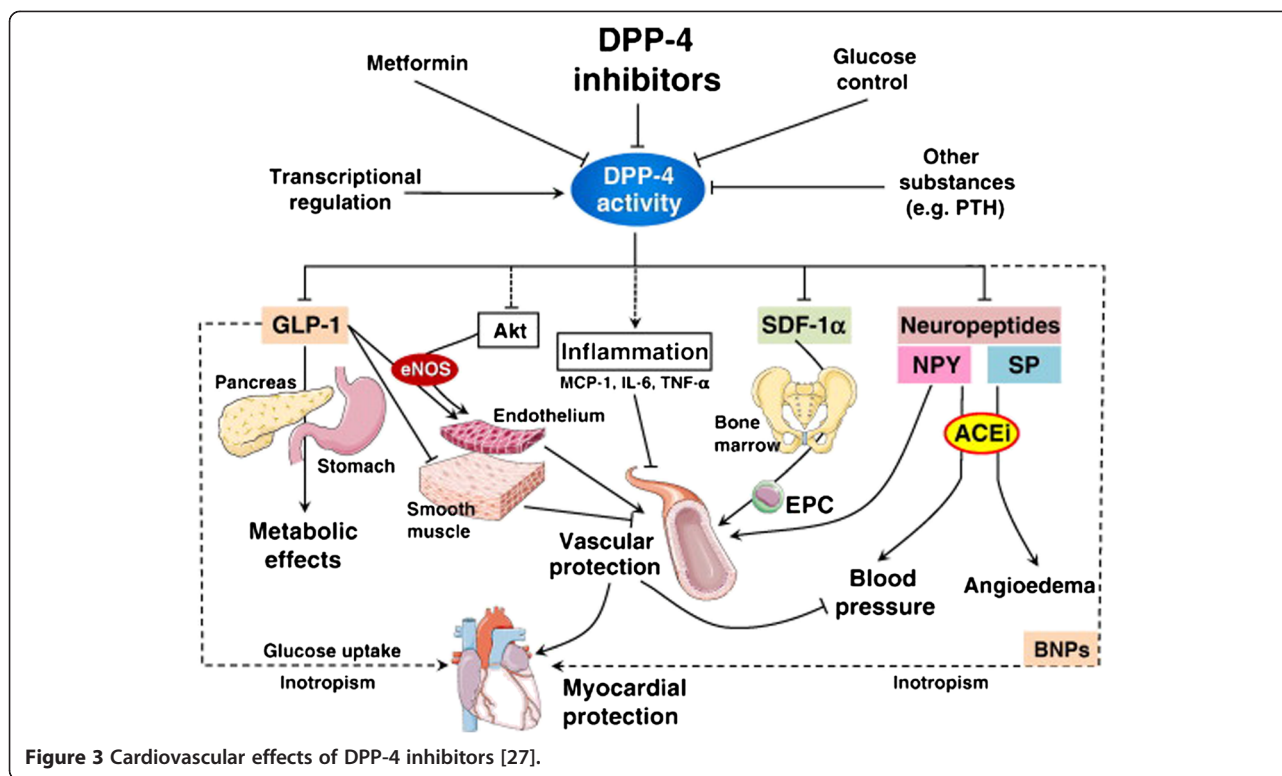 DPP-4
inhibitors
Metformin
Glucose
control
Transcriptional
regulation
DPP-4
activity
Other
substances
(e.g. PTH)
GLP-1
Akt
Inflammation
MCP-1, IL-6, TNF-α
SDF-1α
Neuropeptides
NPY
SP
eNOS
Pancreas
Stomach
Endothelium
Smooth
muscle
Bone
marrow
ACEi
EPC
Metabolic
effects
Vascular
protection
Blood
pressure
Angioedema
BNPs
Glucose uptake
Inotropism
Myocardial
protection
Inotropism
Figure 3 Cardiovascular effects of DPP-4 inhibitors [27].